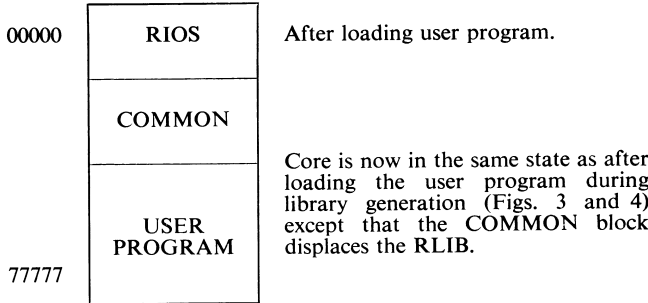 00000
RIOS
After loading user program.
COMMON
Core is now in the same state as after
loading the user program during
library generation (Figs. 3 and 4)
except that the COMMON block
displaces the RLIB.
USER
PROGRAM
77777